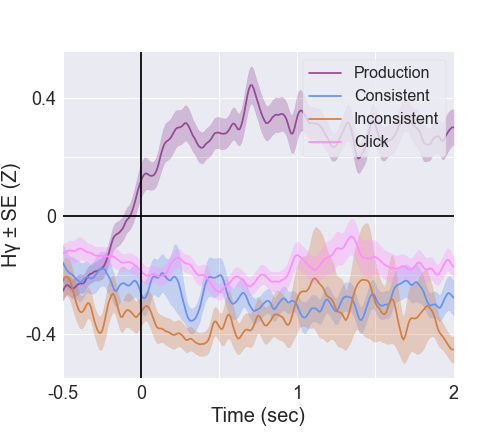 Production
Consistent
Inconsistent
Click
0.4
0
-0.4
Hγ ± SE (Z)
-0.5 0 1 2
Time (sec)